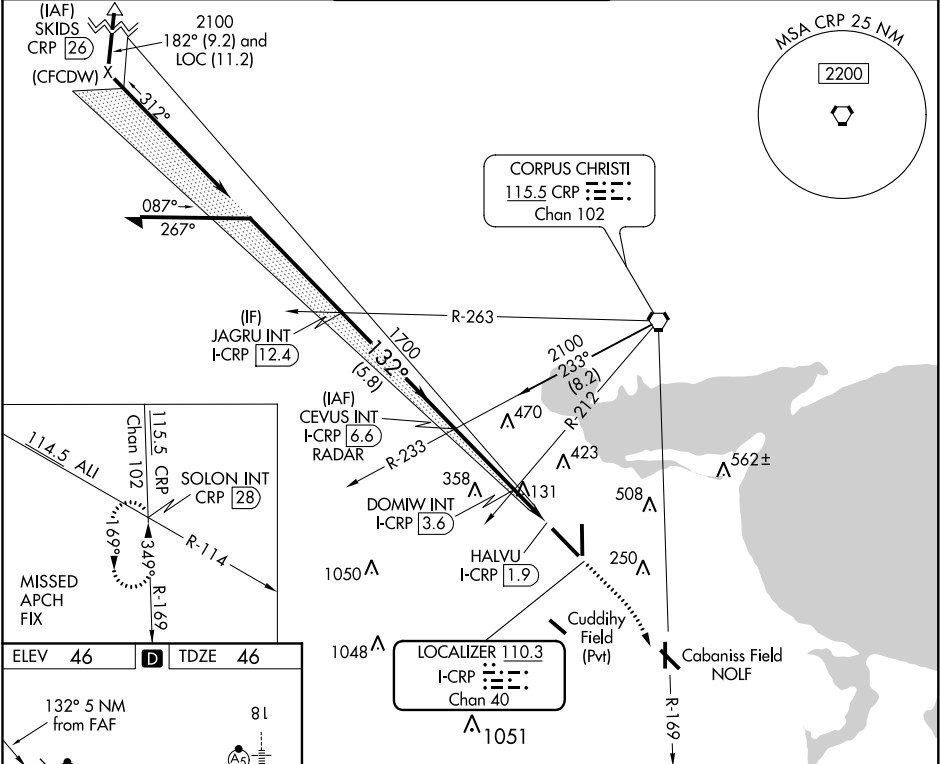 (IAF)
SKIDS
CRP 26
(CFCDW)
2100
182° (9.2) and
LOC (11.2)
MSA CRP 25 NM
2200
312°
087°
267°
CORPUS CHRISTI
115.5 CRP
Chan 102
R-263
(IF)
JAGRU INT
I-CRP 12.4
1700
132°
(5.8)
2100
233°
(8.2)
R-212
(IAF)
CEVUS INT
I-CRP 6.6
RADAR
R-233
470
423
562±
358
131
508
DOMIW INT
I-CRP 3.6
HALVU
I-CRP 1.9
250
1050
1048
114.5 ALI
115.5 CRP
Chan 102
SOLON INT
CRP 28
169°
349°
R-169
R-114
MISSED
APCH
FIX
Cuddihy
Field
(Pvt)
Cabaniss Field
NOLF
R-169
LOCALIZER 110.3
I-CRP
Chan 40
1051
ELEV 46
D
TDZE 46
132° 5 NM
from FAF
18
A5